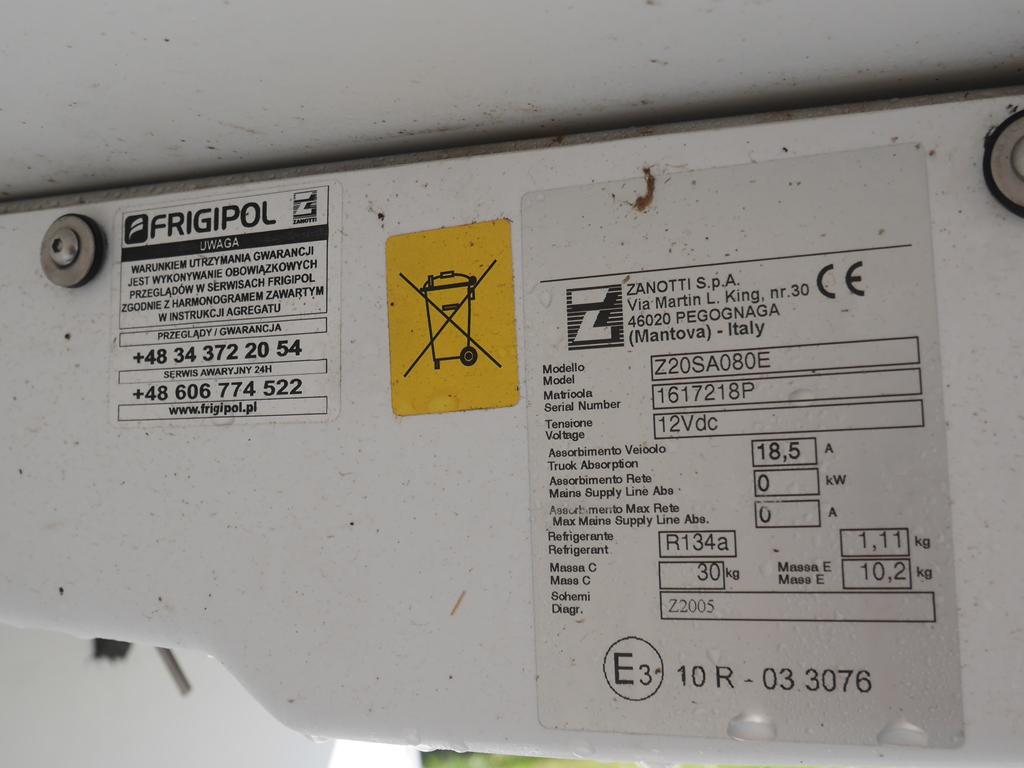 FRIGIPOL
Z ZANOTTI
UWAGA
WARUNKIEM UTRZYMANIA GWARANCJI
JEST WYKONYWANIE OBOWIĄZKOWYCH
PRZEGLĄDÓW W SERWISACH FRIGIPOL
ZGODNIE Z HARMONOGRAMEM ZAWARTYM
W INSTRUKCJI AGREGATU
PRZEGLĄDY / GWARANCJA
+48 34 372 20 54
SERWIS AWARYJNY 24H
+48 606 774 522
www.frigipol.pl
Z
ZANOTTI S.p.A.
Via Martin L. King, nr.30
46020 PEGOGNAGA
(Mantova) - Italy
CE
Modello
Model
Z20SA080E
Matricola
Serial Number
1617218P
Tensione
Voltage
12Vdc
Assorbimento Veicolo
Truck Absorption
18,5 A
Assorbimento Rete
Mains Supply Line Abs
0 kW
Assorbimento Max Rete
Max Mains Supply Line Abs.
0 A
Refrigerante
Refrigerant
R134a
1,11 kg
Massa C
Mass C
30 kg
Massa E
Mass E
10,2 kg
Schemi
Diagr.
Z2005
E3 10 R - 03 3076